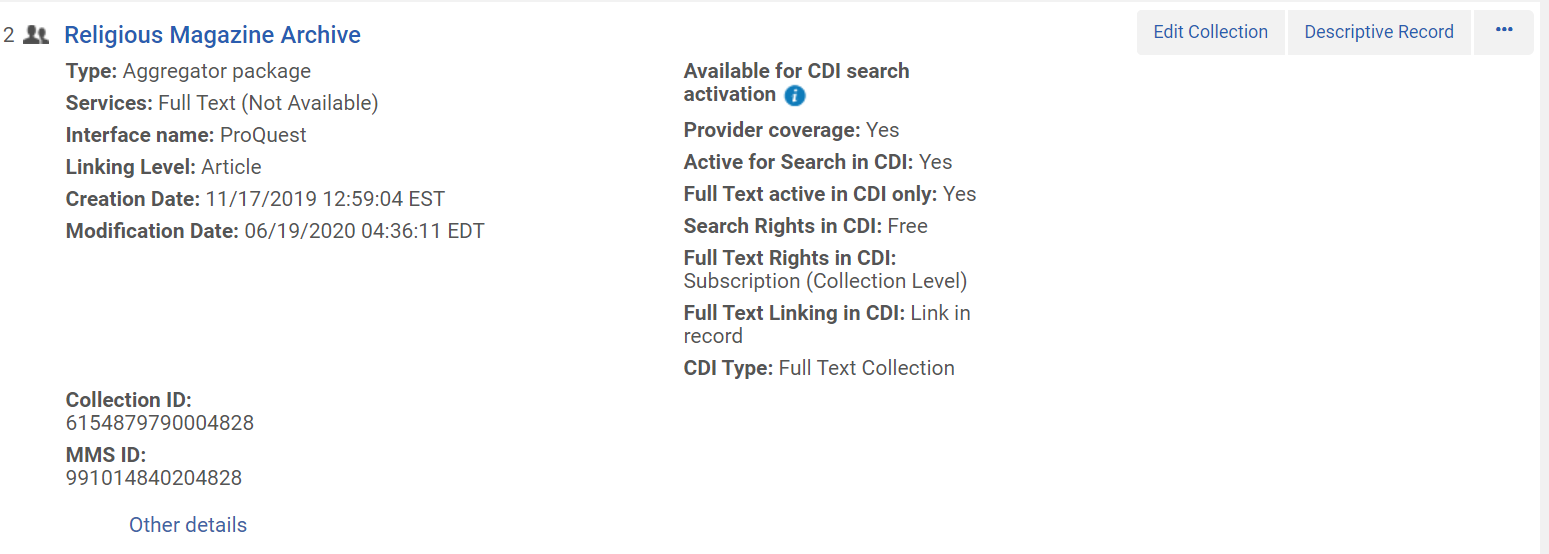 2 Religious Magazine Archive
Edit Collection
Descriptive Record
Type: Aggregator package
Services: Full Text (Not Available)
Interface name: ProQuest
Linking Level: Article
Creation Date: 11/17/2019 12:59:04 EST
Modification Date: 06/19/2020 04:36:11 EDT
Available for CDI search
activation
Provider coverage: Yes
Active for Search in CDI: Yes
Full Text active in CDI only: Yes
Search Rights in CDI: Free
Full Text Rights in CDI:
Subscription (Collection Level)
Full Text Linking in CDI: Link in
record
CDI Type: Full Text Collection
Collection ID:
6154879790004828
MMS ID:
991014840204828
Other details